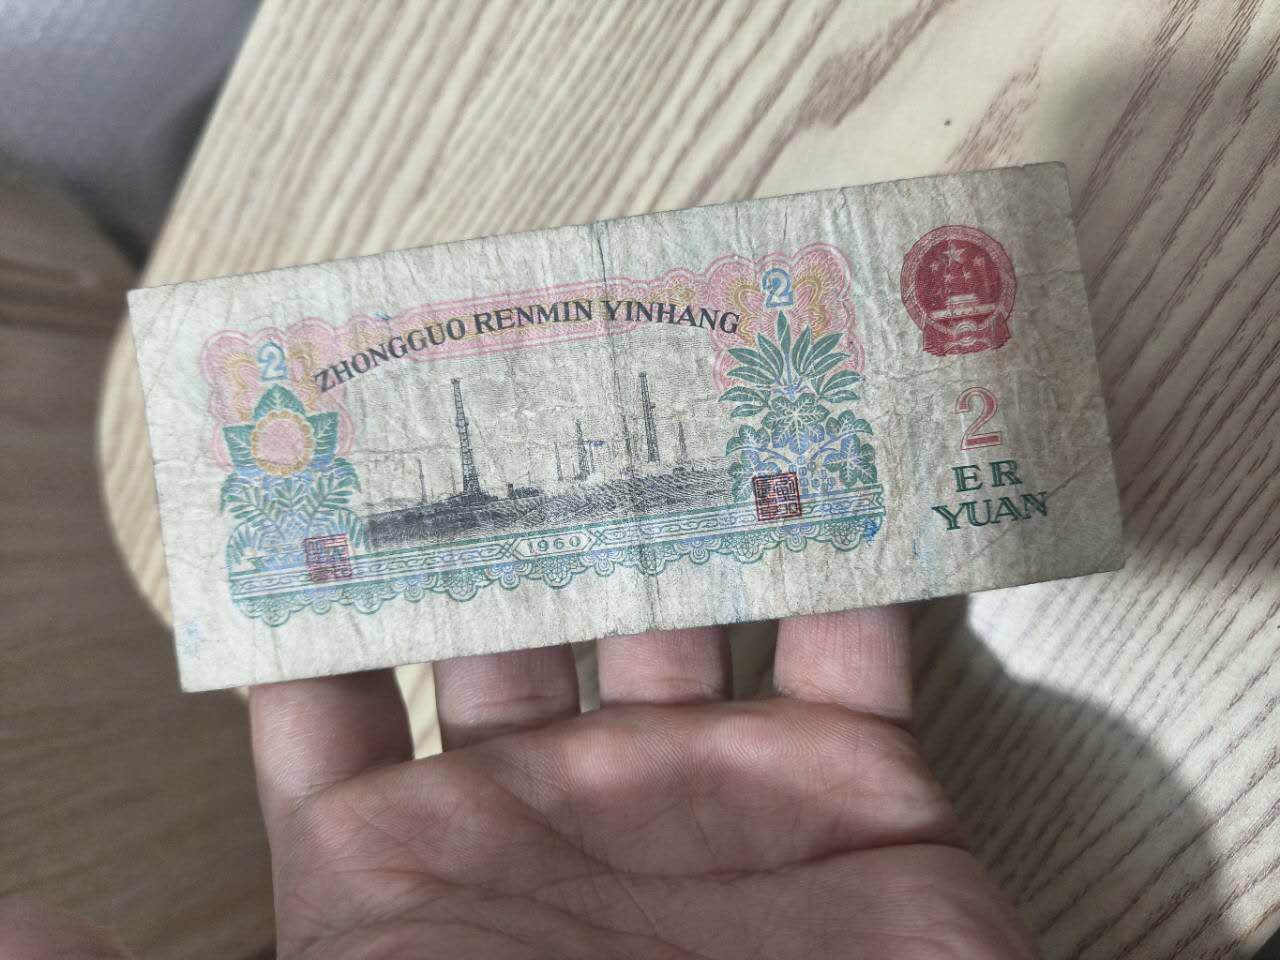 ZHONGGUO RENMIN YINHANG
2
2
1960
2
ER
YUAN